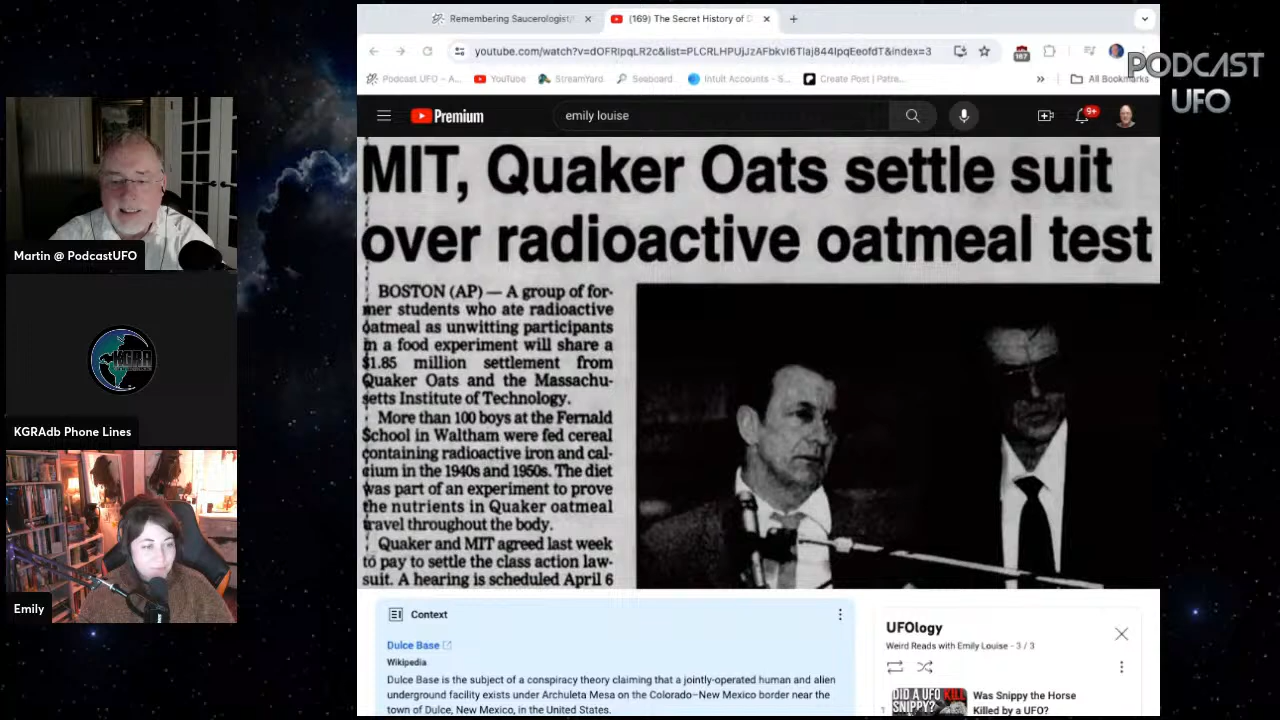 Remembering Saucerologist/
(169) The Secret History of D
youtube.com/watch?v=dOFRIpqLR2c&list=PLCRLHPUjJzAFbkvI6TIaj844IpqEeofdT&index=3
Podcast UFO – A...
YouTube
StreamYard
Seaboard
Intuit Accounts - S...
Create Post | Patre...
»
All Bookmarks
PODCAST
UFO
Premium
emily louise
9+
MIT, Quaker Oats settle suit
over radioactive oatmeal test
BOSTON (AP) — A group of for-
mer students who ate radioactive
oatmeal as unwitting participants
in a food experiment will share a
$1.85 million settlement from
Quaker Oats and the Massachu-
setts Institute of Technology.
More than 100 boys at the Fernald
School in Waltham were fed cereal
containing radioactive iron and cal-
cium in the 1940s and 1950s. The diet
was part of an experiment to prove
the nutrients in Quaker oatmeal
travel throughout the body.
Quaker and MIT agreed last week
to pay to settle the class action law-
suit. A hearing is scheduled April 6
Martin @ PodcastUFO
KGRA
KGRAdb Phone Lines
Emily
Context
Dulce Base
Wikipedia
Dulce Base is the subject of a conspiracy theory claiming that a jointly-operated human and alien
underground facility exists under Archuleta Mesa on the Colorado–New Mexico border near the
town of Dulce, New Mexico, in the United States.
UFOlogy
Weird Reads with Emily Louise - 3 / 3
1
DID A UFO KILL
SNIPPY?
Was Snippy the Horse
Killed by a UFO?